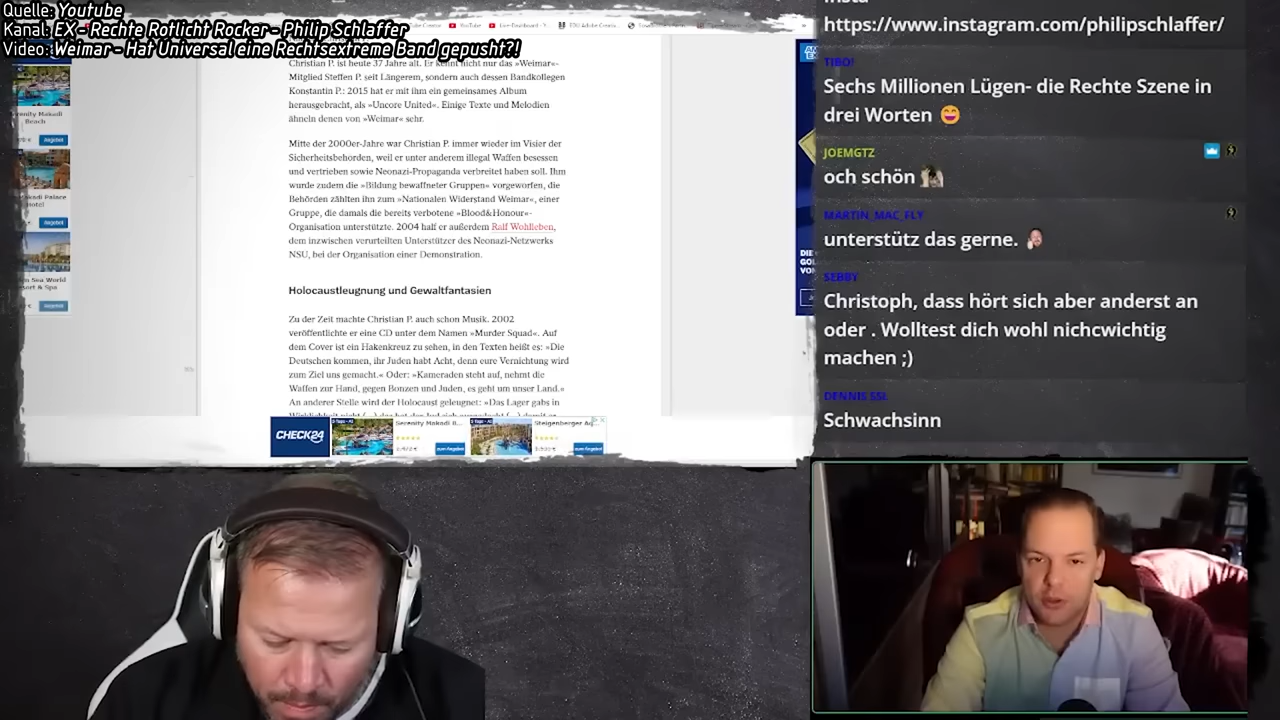 Quelle: Youtube
Kanal: EX - Rechte Rotlicht Rocker - Philip Schlaffer
Video: Weimar - Hat Universal eine Rechtsextreme Band gepusht?!
Christian P. ist heute 37 Jahre alt. Er kennt nicht nur das »Weimar«-
Mitglied Steffen P. seit Längerem, sondern auch dessen Bandkollegen
Konstantin P.: 2015 hat er mit ihm ein gemeinsames Album
herausgebracht, als »Uncore United«. Einige Texte und Melodien
ähneln denen von »Weimar« sehr.
Mitte der 2000er-Jahre war Christian P. immer wieder im Visier der
Sicherheitsbehörden, weil er unter anderem illegal Waffen besessen
und vertrieben sowie Neonazi-Propaganda verbreitet haben soll. Ihm
wurde zudem die »Bildung bewaffneter Gruppen« vorgeworfen, die
Behörden zählten ihn zum »Nationalen Widerstand Weimar«, einer
Gruppe, die damals die bereits verbotene »Blood&Honour«-
Organisation unterstützte. 2004 half er außerdem Ralf Wohlleben,
dem inzwischen verurteilten Unterstützer des Neonazi-Netzwerks
NSU, bei der Organisation einer Demonstration.
Holocaustleugnung und Gewaltfantasien
Zu der Zeit machte Christian P. auch schon Musik. 2002
veröffentlichte er eine CD unter dem Namen »Murder Squad«. Auf
dem Cover ist ein Hakenkreuz zu sehen, in den Texten heißt es: »Die
Deutschen kommen, ihr Juden habt Acht, denn eure Vernichtung wird
zum Ziel uns gemacht.« Oder: »Kameraden steht auf, nehmt die
Waffen zur Hand, gegen Bonzen und Juden, es geht um unser Land.«
An anderer Stelle wird der Holocaust geleugnet: »Das Lager gabs in
CHECK24
Serenity Makadi B...
Steigenberger Aq...
https://www.instagram.com/philipschlaffer/
TIBO!
Sechs Millionen Lügen- die Rechte Szene in
drei Worten
JOEMGTZ
och schön
MARTIN_MAC_FLY
unterstütz das gerne.
SEBBY
Christoph, dass hört sich aber anderst an
oder . Wolltest dich wohl nichcwichtig
machen ;)
DENNIS SSL
Schwachsinn